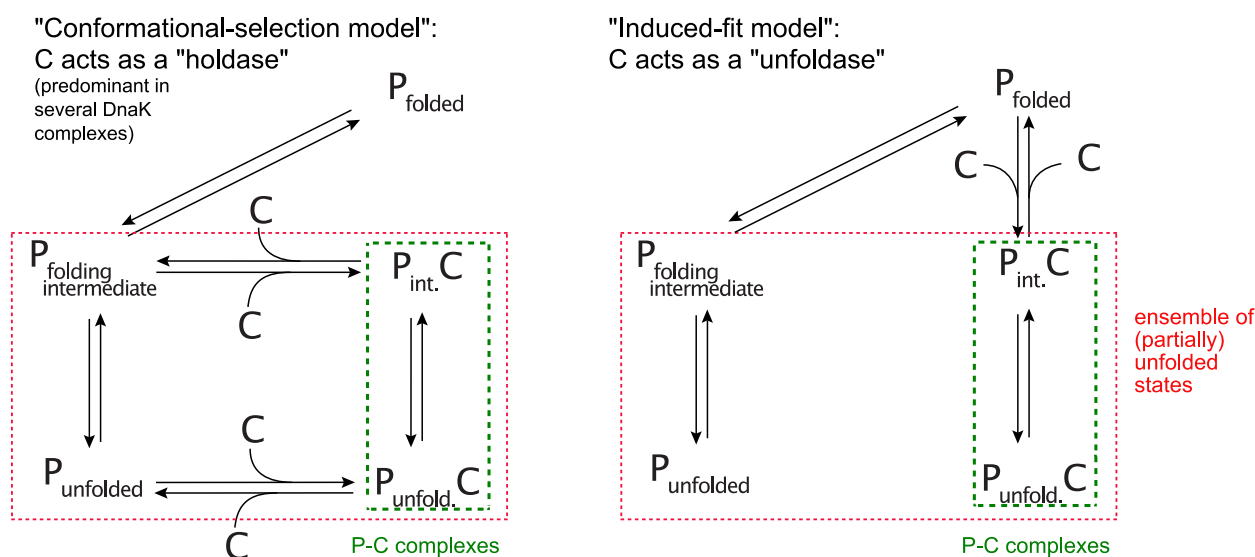 "Conformational-selection model":
C acts as a "holdase"
(predominant in
several DnaK
complexes)
P folded
C
P folding
intermediate
P int. C
C
C
P unfolded
P unfold. C
C
P-C complexes
"Induced-fit model":
C acts as a "unfoldase"
P folded
C
C
P folding
intermediate
P int. C
ensemble of
(partially)
unfolded
states
P unfolded
P unfold. C
P-C complexes